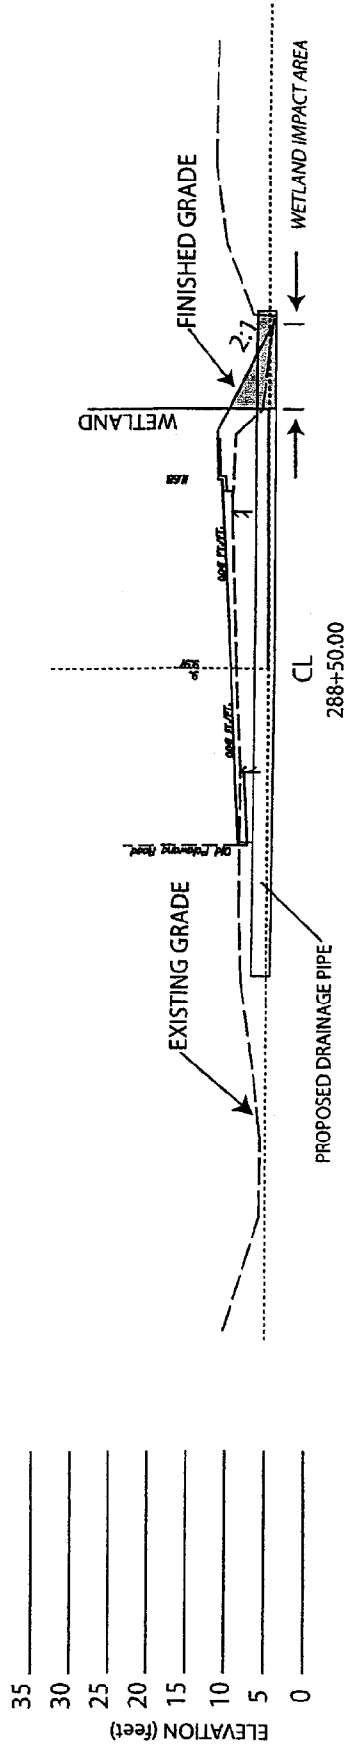 35
30
25
20
15
10
5
0
ELEVATION (feet)
EXISTING GRADE
PROPOSED DRAINAGE PIPE
Road
CL
288+50.00
WETLAND
FINISHED GRADE
2:1
WETLAND IMPACT AREA